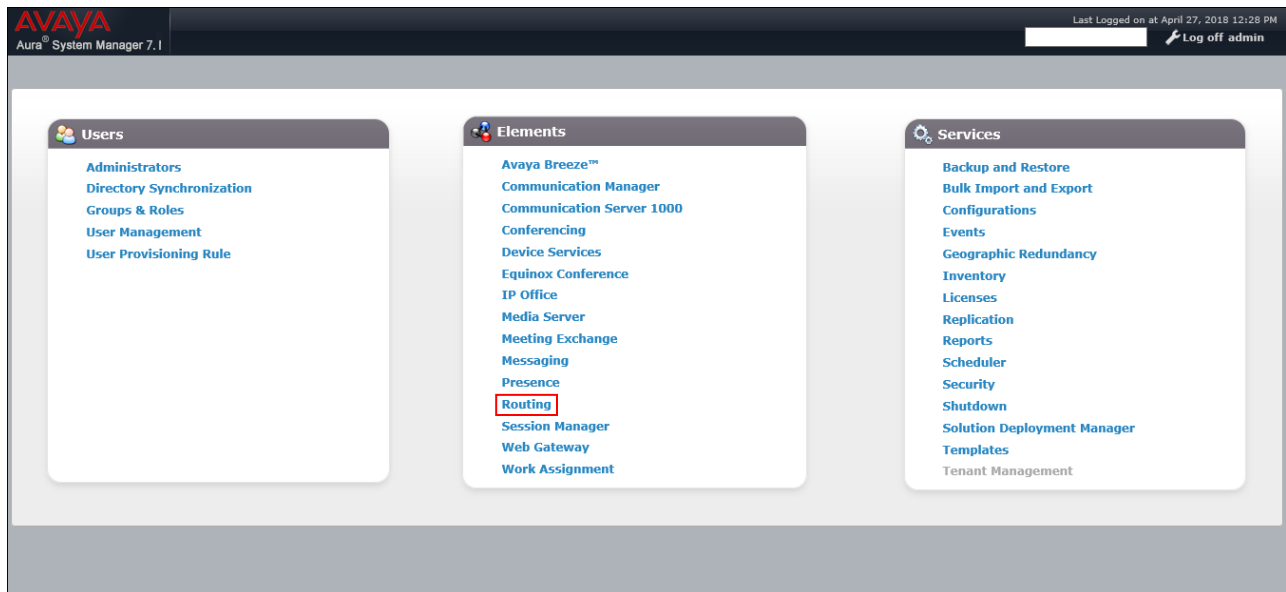 AVAYA
Aura® System Manager 7.1
Last Logged on at April 27, 2018 12:28 PM
Log off admin
Users
Administrators
Directory Synchronization
Groups & Roles
User Management
User Provisioning Rule
Elements
Avaya Breeze™
Communication Manager
Communication Server 1000
Conferencing
Device Services
Equinox Conference
IP Office
Media Server
Meeting Exchange
Messaging
Presence
Routing
Session Manager
Web Gateway
Work Assignment
Services
Backup and Restore
Bulk Import and Export
Configurations
Events
Geographic Redundancy
Inventory
Licenses
Replication
Reports
Scheduler
Security
Shutdown
Solution Deployment Manager
Templates
Tenant Management